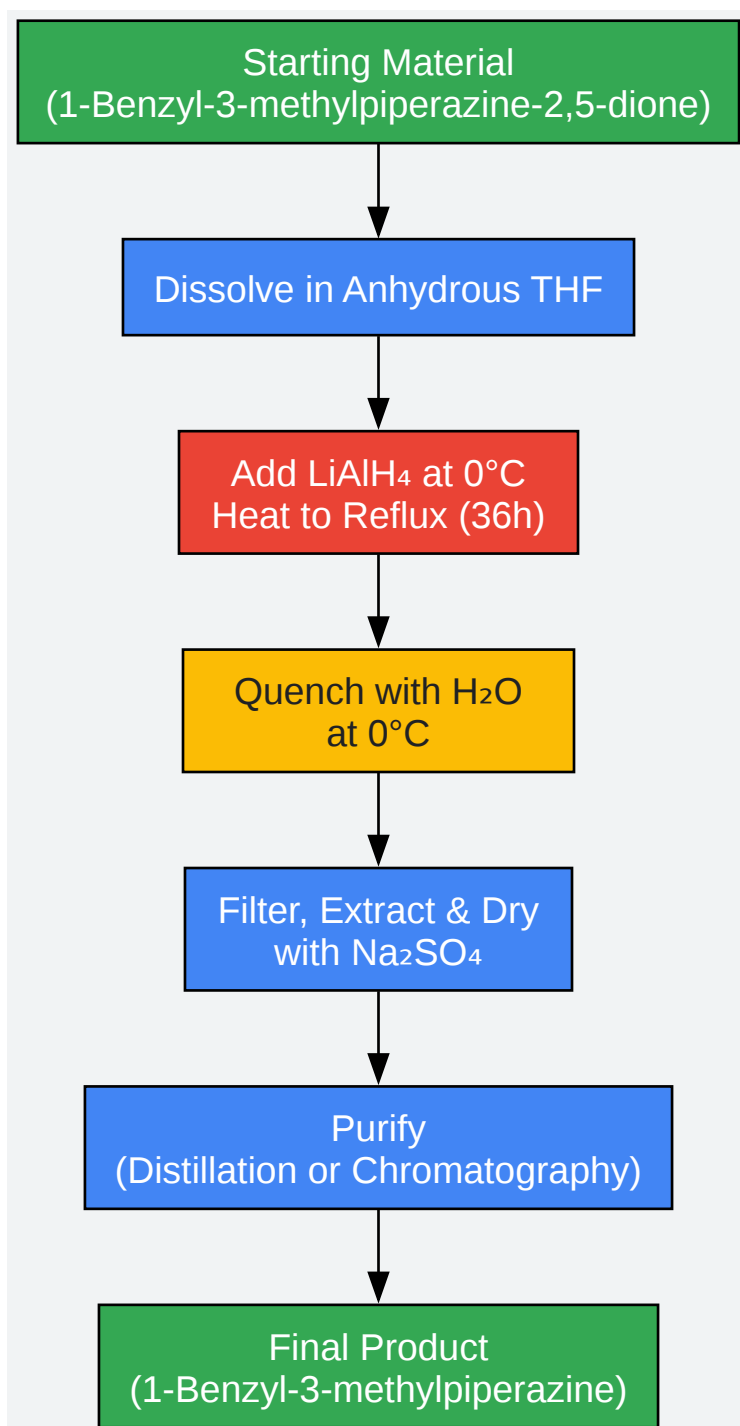 Starting Material
(1-Benzyl-3-methylpiperazine-2,5-dione)
Dissolve in Anhydrous THF
Add LiAlH₄ at 0°C
Heat to Reflux (36h)
Quench with H₂O
at 0°C
Filter, Extract & Dry
with Na₂SO₄
Purify
(Distillation or Chromatography)
Final Product
(1-Benzyl-3-methylpiperazine)